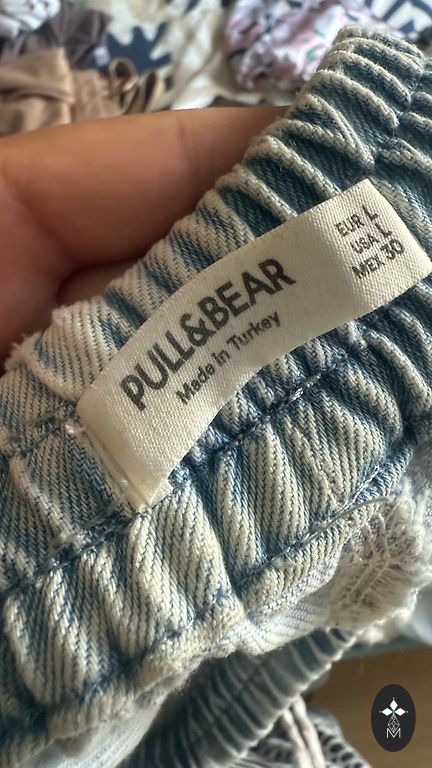 PULL&BEAR
Made in Turkey
EUR L
USA L
MEX 30
M